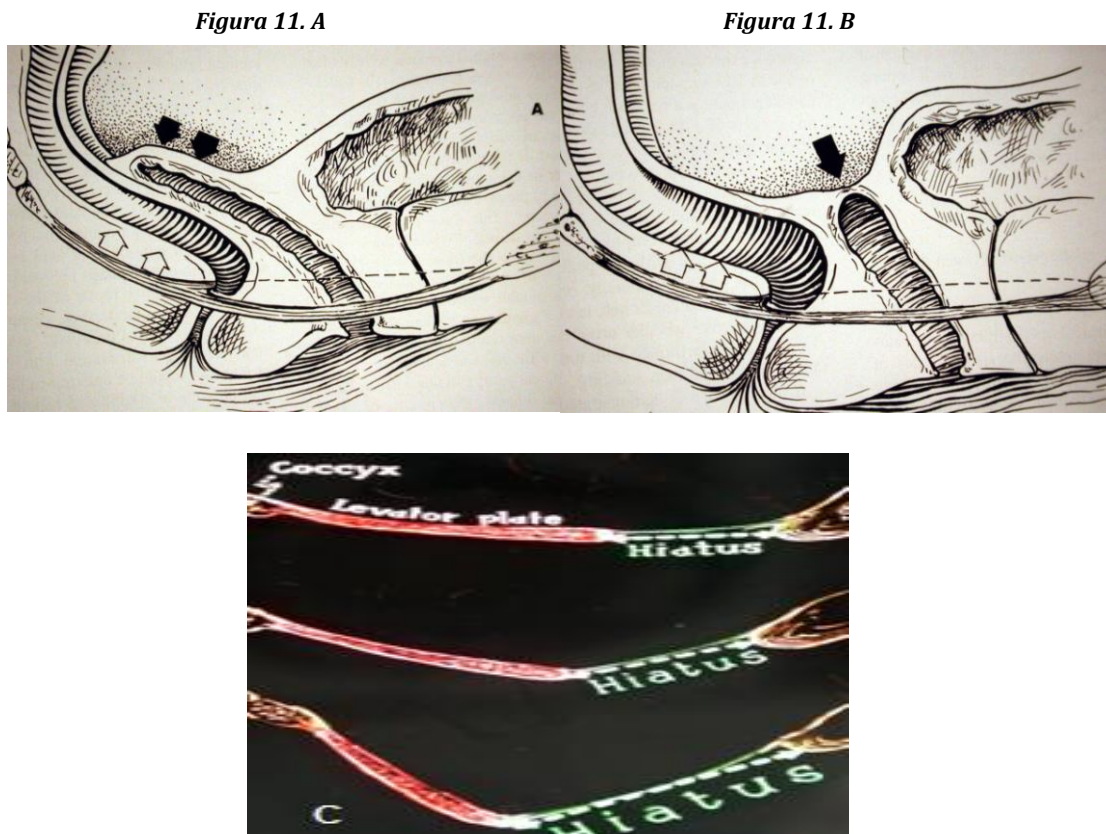 Figura 11. A
Figura 11. B
A
Coccyx
Levator plate
Hiatus
Hiatus
Hiatus
C